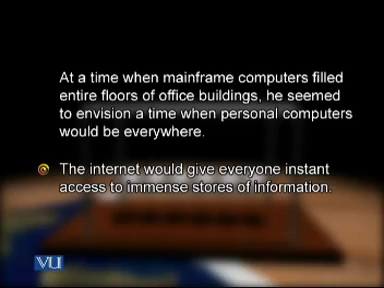 At a time when mainframe computers filled
entire floors of office buildings, he seemed
to envision a time when personal computers
would be everywhere.
The internet would give everyone instant
access to immense stores of information.
VU